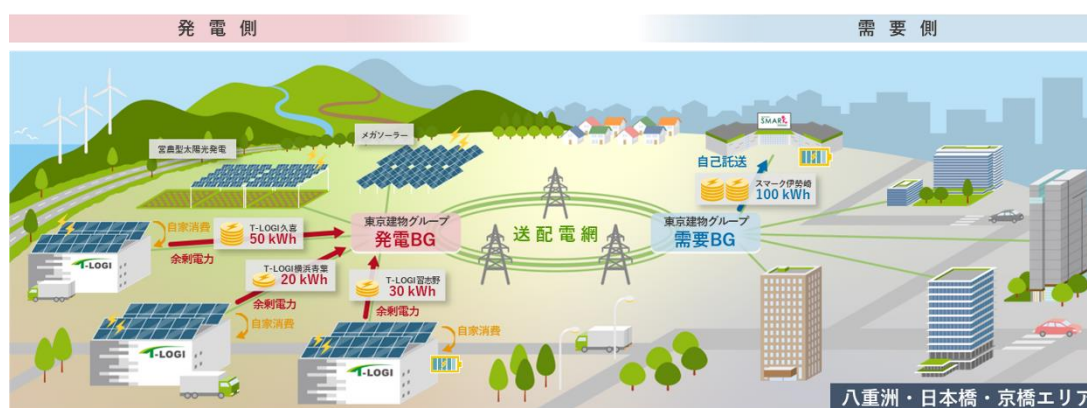 発電側
需要側
営農型太陽光発電
メガソーラー
SMARK
自己託送
スマーク伊勢崎
100 kWh
自家消費
T-LOGI久喜
50 kWh
余剰電力
T-LOGI
東京建物グループ
発電BG
送配電網
東京建物グループ
需要BG
T-LOGI横浜青葉
20 kWh
余剰電力
自家消費
T-LOGI
T-LOGI習志野
30 kWh
余剰電力
自家消費
T-LOGI
八重洲・日本橋・京橋エリア